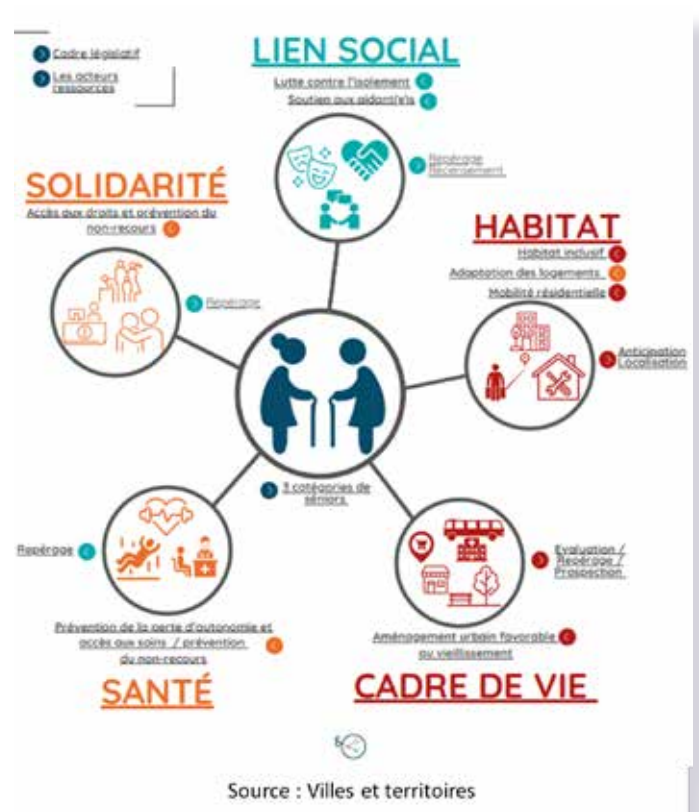 Cadre législatif
Les acteurs
ressources
LIEN SOCIAL
Lutte contre l'isolement
Soutien aux aidant(e)s
Repérage
Recensement
SOLIDARITÉ
Accès aux droits et prévention du
non-recours
Repérage
HABITAT
Habitat inclusif
Adaptation des logements
Mobilité résidentielle
Anticipation
Localisation
3 catégories de
séniors
Repérage
Evaluation /
Repérage /
Prospection
Prévention de la perte d'autonomie et
accès aux soins / prévention
du non-recours
SANTÉ
Aménagement urbain favorable
au vieillissement
CADRE DE VIE
Source : Villes et territoires